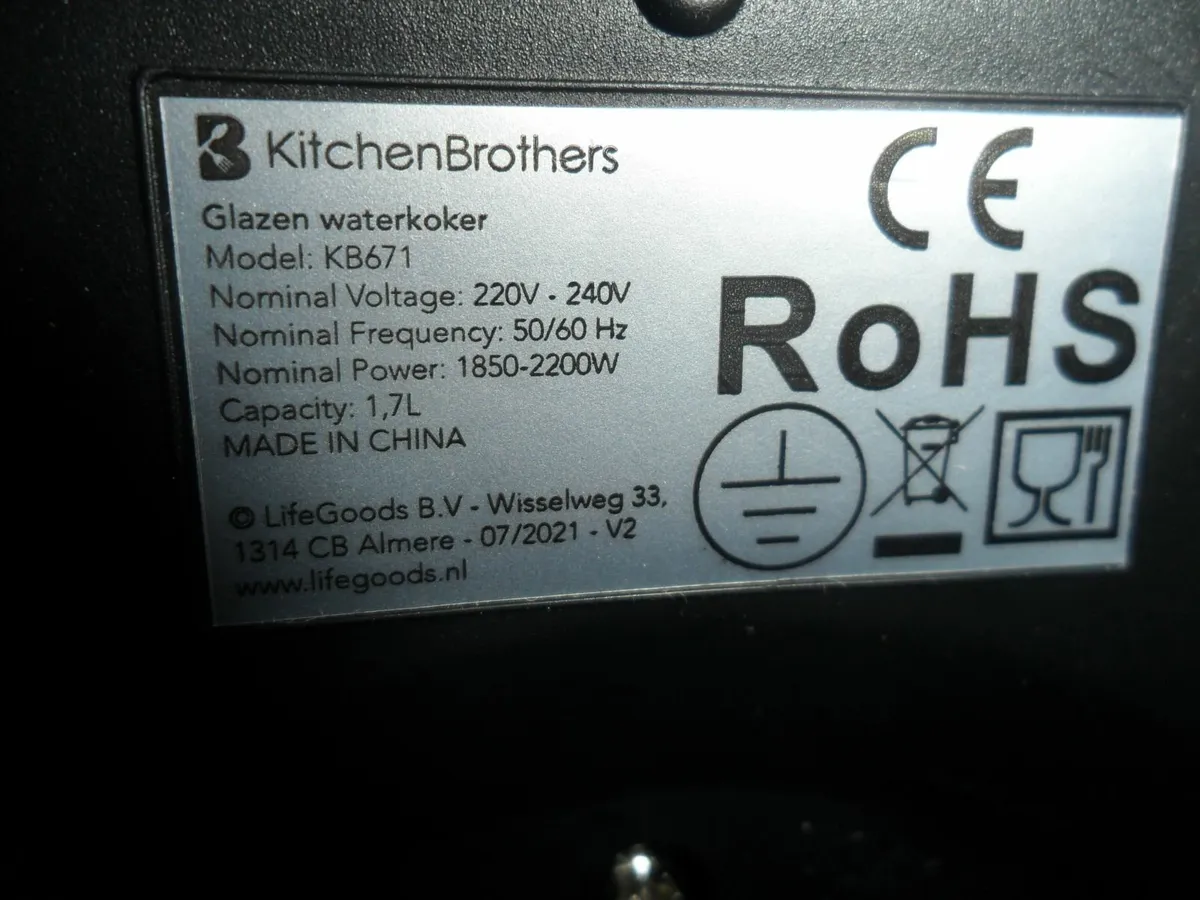 B KitchenBrothers
Glazen waterkoker
Model: KB671
Nominal Voltage: 220V - 240V
Nominal Frequency: 50/60 Hz
Nominal Power: 1850-2200W
Capacity: 1,7L
MADE IN CHINA
© LifeGoods B.V - Wisselweg 33,
1314 CB Almere - 07/2021 - V2
www.lifegoods.nl
CE
RoHS